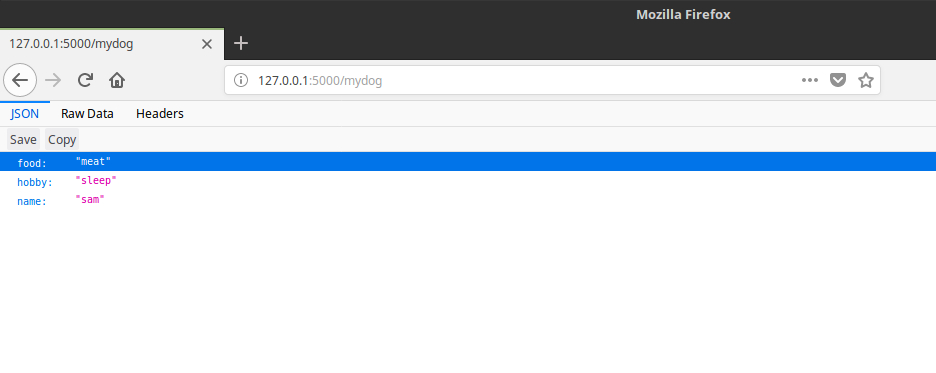 Mozilla Firefox
127.0.0.1:5000/mydog
127.0.0.1:5000/mydog
JSON Raw Data Headers
Save Copy
food: "meat"
hobby: "sleep"
name: "sam"